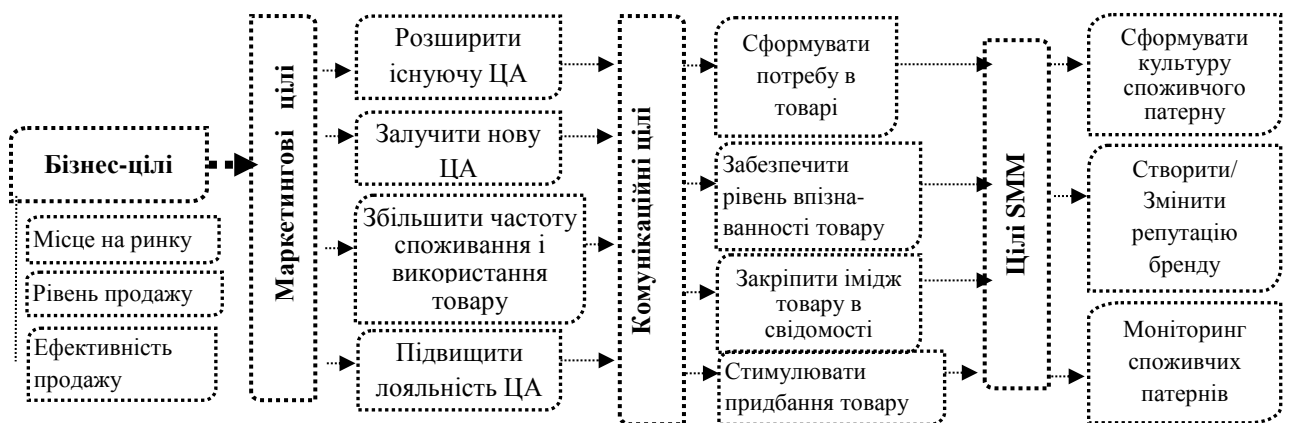 Бізнес-цілі
Місце на ринку
Рівень продажу
Ефективність
продажу
Маркетингові цілі
Розширити
існуючу ЦА
Залучити нову
ЦА
Збільшити частоту
споживання і
використання
товару
Підвищити
лояльність ЦА
Комунікаційні цілі
Сформувати
потребу в
товарі
Забезпечити
рівень впізна-
ванності товару
Закріпити імідж
товару в
свідомості
Стимулювати
придбання товару
Цілі SMM
Сформувати
культуру
споживчого
патерну
Створити/
Змінити
репутацію
бренду
Моніторинг
споживчих
патернів